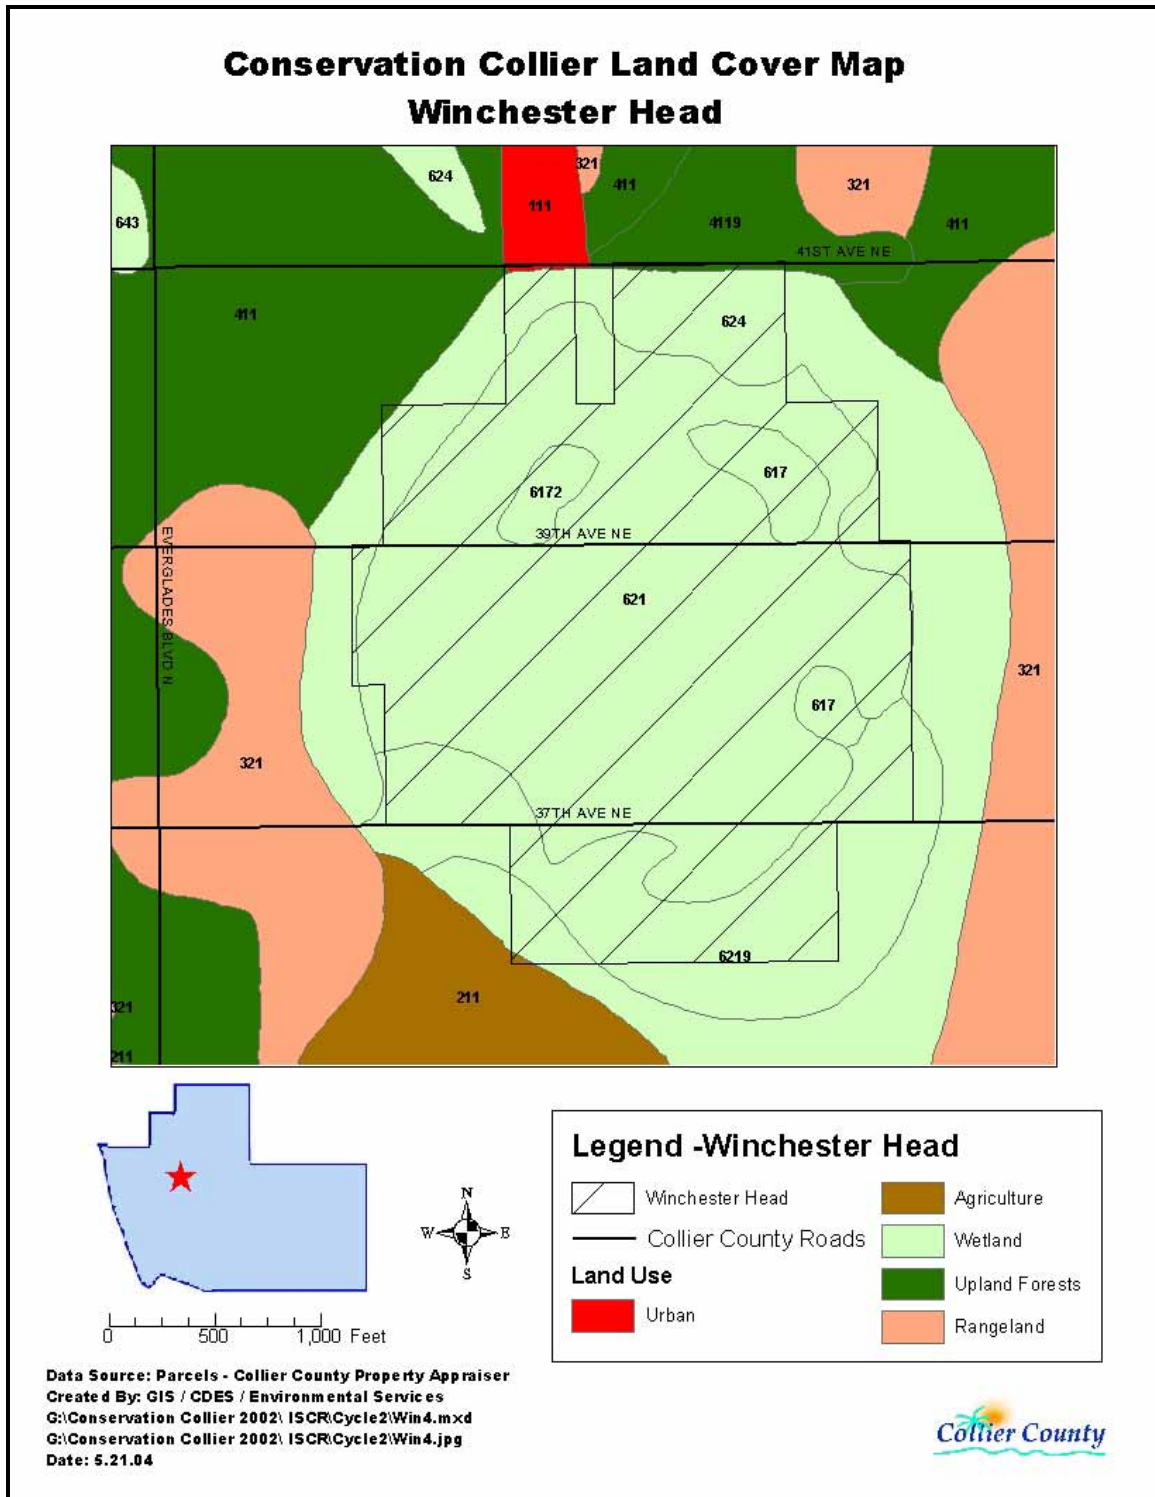 Conservation Collier Land Cover Map
Winchester Head
624
321
411
321
643
111
4119
411
41ST AVE NE
411
624
617
6172
39TH AVE NE
EVERGLADES BLVD N
621
321
617
321
37TH AVE NE
6219
211
321
211
Legend -Winchester Head
Winchester Head
Collier County Roads
Land Use
Urban
Agriculture
Wetland
Upland Forests
Rangeland
N
W E
S
0 500 1,000 Feet
Data Source: Parcels - Collier County Property Appraiser
Created By: GIS / CDES / Environmental Services
G:\Conservation Collier 2002\ ISCR\Cycle2\Win4.mxd
G:\Conservation Collier 2002\ ISCR\Cycle2\Win4.jpg
Date: 5.21.04
Collier County